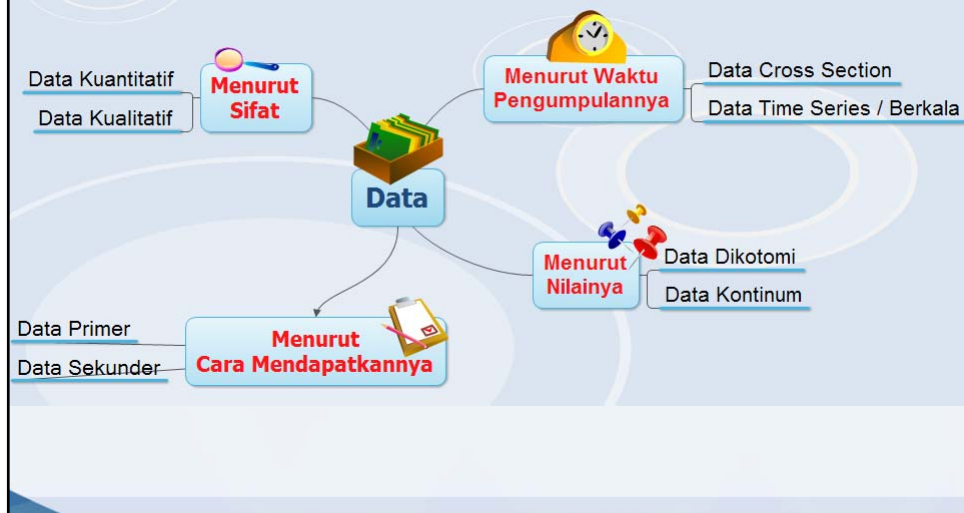 Data Kuantitatif
Data Kualitatif
Menurut
Sifat
Menurut Waktu
Pengumpulannya
Data Cross Section
Data Time Series / Berkala
Data
Menurut
Nilainya
Data Dikotomi
Data Kontinum
Data Primer
Data Sekunder
Menurut
Cara Mendapatkannya